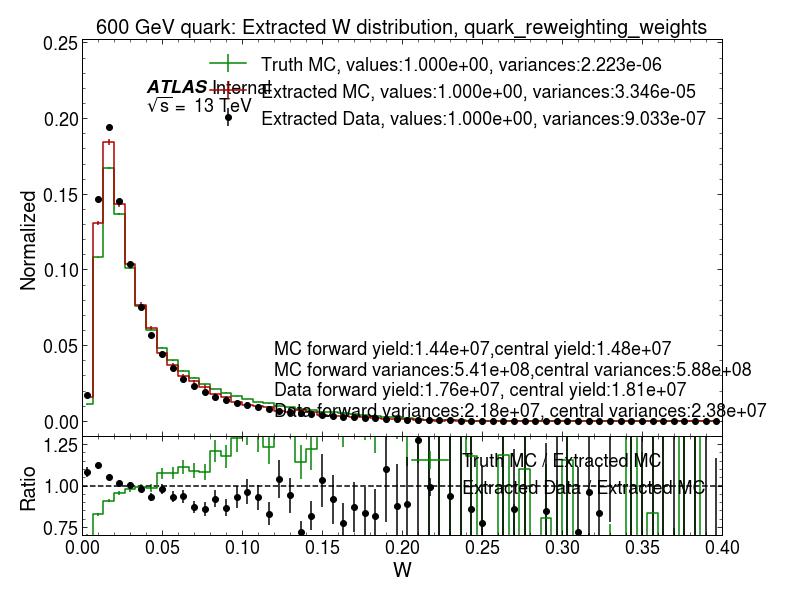 600 GeV quark: Extracted W distribution, quark_reweighting_weights
0.25
Truth MC, values:1.000e+00, variances:2.223e-06
ATLAS Internal
Extracted MC, values:1.000e+00, variances:3.346e-05
√s = 13 TeV
Extracted Data, values:1.000e+00, variances:9.033e-07
0.20
0.15
Normalized
0.10
0.05
MC forward yield:1.44e+07,central yield:1.48e+07
MC forward variances:5.41e+08,central variances:5.88e+08
Data forward yield:1.76e+07, central yield:1.81e+07
Data forward variances:2.18e+07, central variances:2.38e+07
0.00
1.25
Truth MC / Extracted MC
Ratio
1.00
Extracted Data / Extracted MC
0.75
0.00 0.05 0.10 0.15 0.20 0.25 0.30 0.35 0.40
W